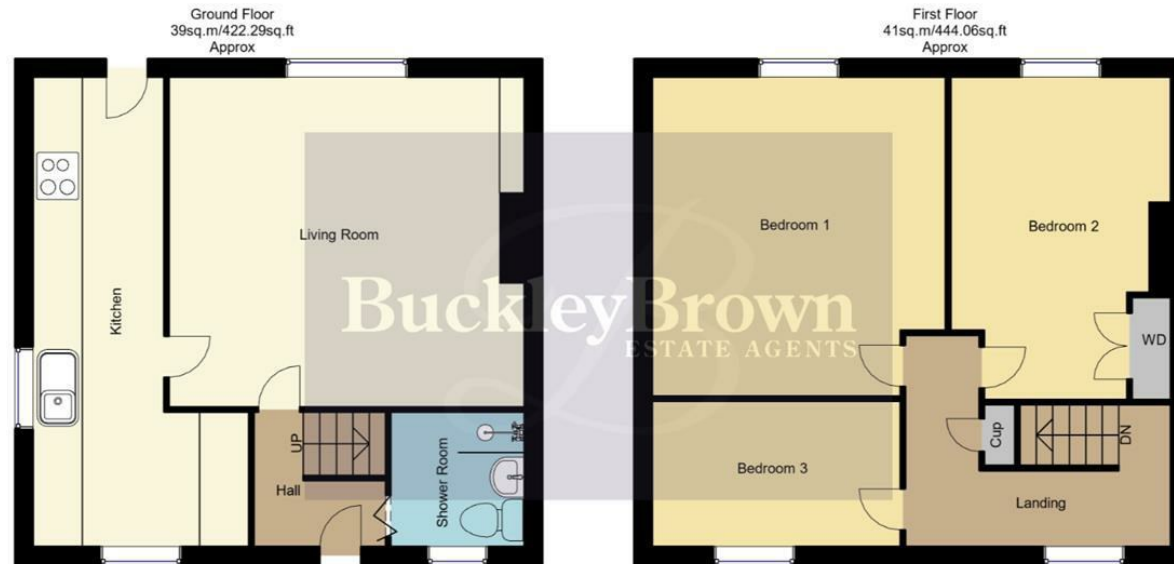 Ground Floor
39sq.m/422.29sq.ft
Approx
First Floor
41sq.m/444.06sq.ft
Approx
Kitchen
Living Room
UP
Hall
Shower Room
Bedroom 1
Bedroom 2
WD
Cup
DN
Bedroom 3
Landing
BuckleyBrown
ESTATE AGENTS